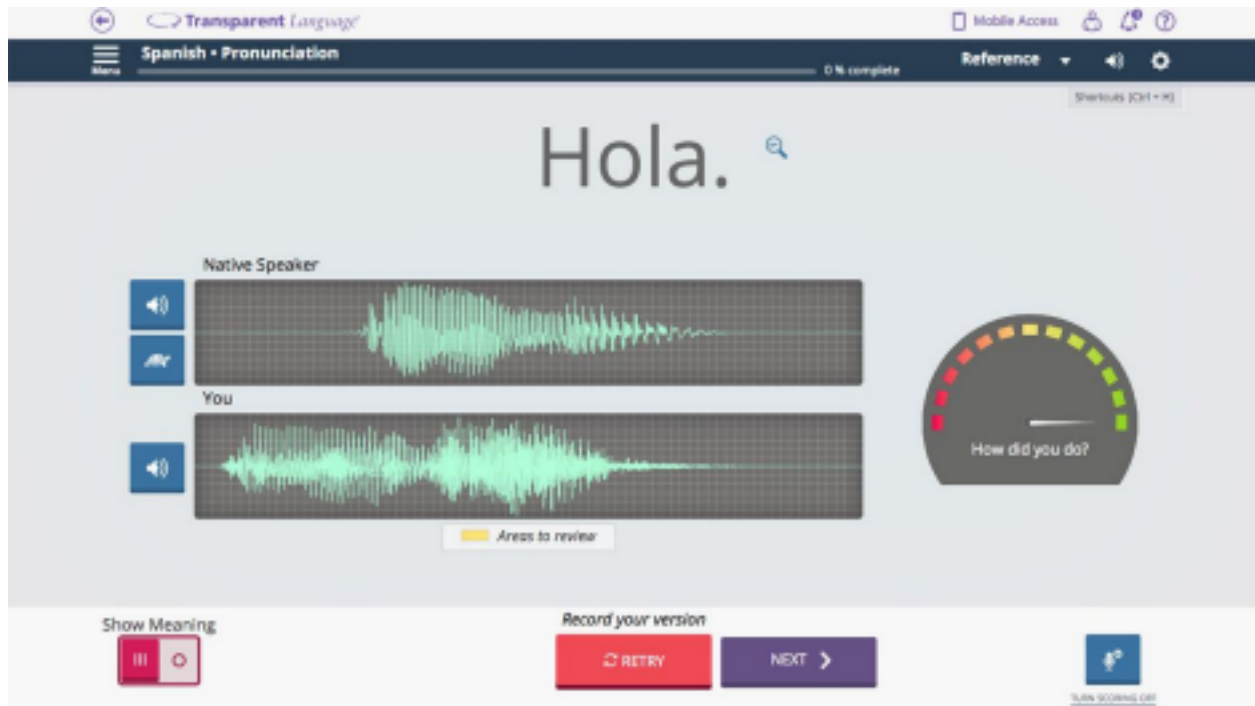 Transparent Language
Mobile Access
Menu
Spanish • Pronunciation
0 % complete
Reference
Shortcuts (Ctrl + H)
Hola.
Native Speaker
You
How did you do?
Areas to review
Show Meaning
Record your version
RETRY
NEXT
TURN SCORING OFF